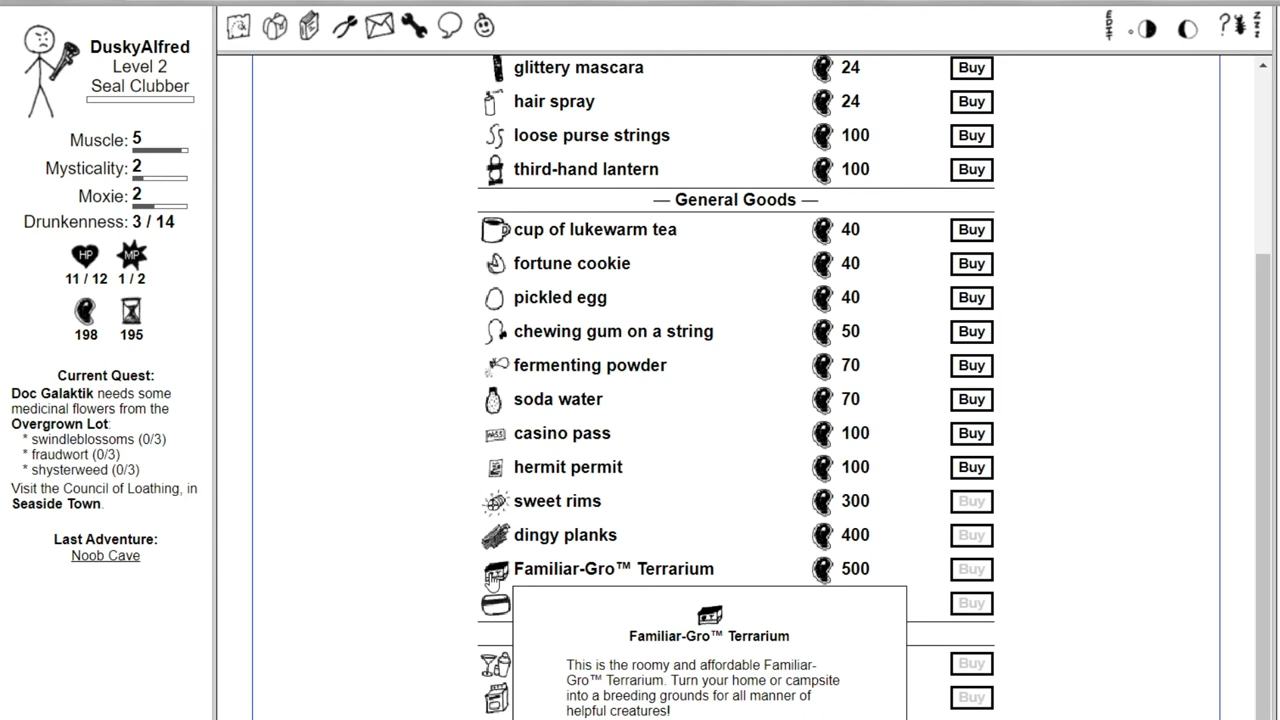 DuskyAlfred
Level 2
Seal Clubber
Muscle: 5
Mysticality: 2
Moxie: 2
Drunkenness: 3 / 14
HP MP
11 / 12 1 / 2
198 195
Current Quest:
Doc Galaktik needs some
medicinal flowers from the
Overgrown Lot:
* swindleblossoms (0/3)
* fraudwort (0/3)
* shysterweed (0/3)
Visit the Council of Loathing, in
Seaside Town.
Last Adventure:
Noob Cave
EDIT ? Z Z Z
glittery mascara 24 Buy
hair spray 24 Buy
loose purse strings 100 Buy
third-hand lantern 100 Buy
— General Goods —
cup of lukewarm tea 40 Buy
fortune cookie 40 Buy
pickled egg 40 Buy
chewing gum on a string 50 Buy
fermenting powder 70 Buy
soda water 70 Buy
PASS casino pass 100 Buy
hermit permit 100 Buy
sweet rims 300 Buy
dingy planks 400 Buy
Familiar-Gro™ Terrarium 500 Buy
Buy
Familiar-Gro™ Terrarium
This is the roomy and affordable Familiar-
Gro™ Terrarium. Turn your home or campsite
into a breeding grounds for all manner of
helpful creatures!
Buy
Buy